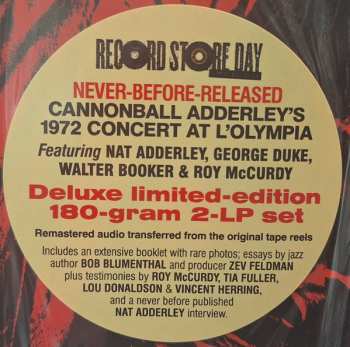 RECORD STORE DAY
NEVER-BEFORE-RELEASED
CANNONBALL ADDERLEY'S
1972 CONCERT AT L'OLYMPIA
Featuring NAT ADDERLEY, GEORGE DUKE,
WALTER BOOKER & ROY McCURDY
Deluxe limited-edition
180-gram 2-LP set
Remastered audio transferred from the original tape reels
Includes an extensive booklet with rare photos; essays by jazz
author BOB BLUMENTHAL and producer ZEV FELDMAN
plus testimonies by ROY McCURDY, TIA FULLER,
LOU DONALDSON & VINCENT HERRING,
and a never before published
NAT ADDERLEY interview.